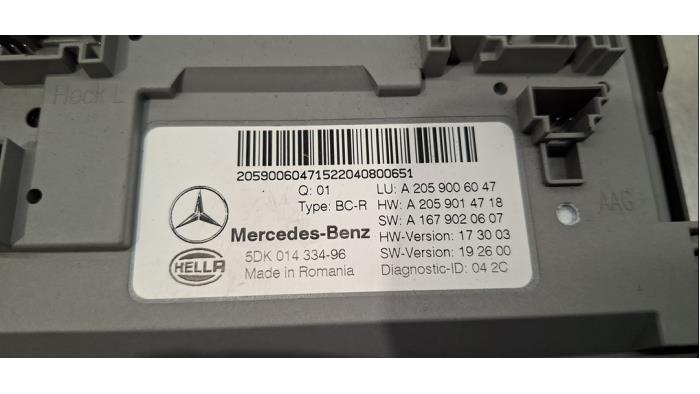 Heck L
20590060471522040800651
Q: 01
LU: A 205 900 60 47
Type: BC-R
HW: A 205 901 47 18
SW: A 167 902 06 07
Mercedes-Benz
HW-Version: 17 30 03
5DK 014 334-96
SW-Version: 19 26 00
HELLA
Made in Romania
Diagnostic-ID: 04 2C
AAG